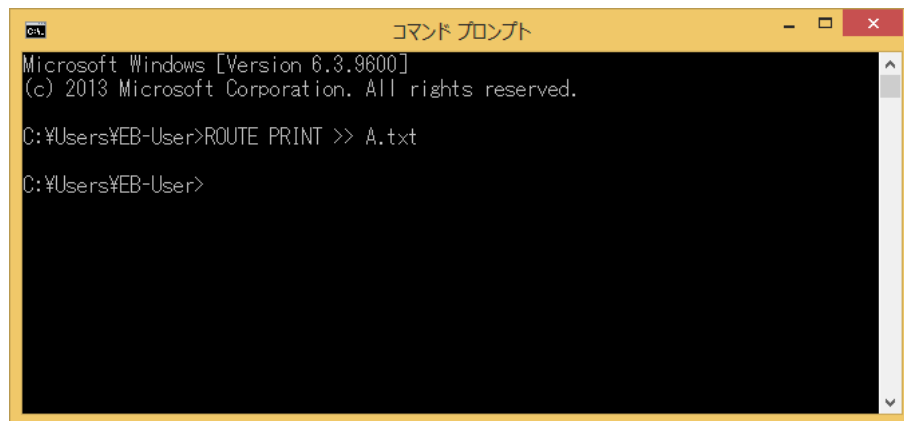 コマンド プロンプト
Microsoft Windows [Version 6.3.9600]
(c) 2013 Microsoft Corporation. All rights reserved.
C:¥Users¥EB-User>ROUTE PRINT >> A.txt
C:¥Users¥EB-User>